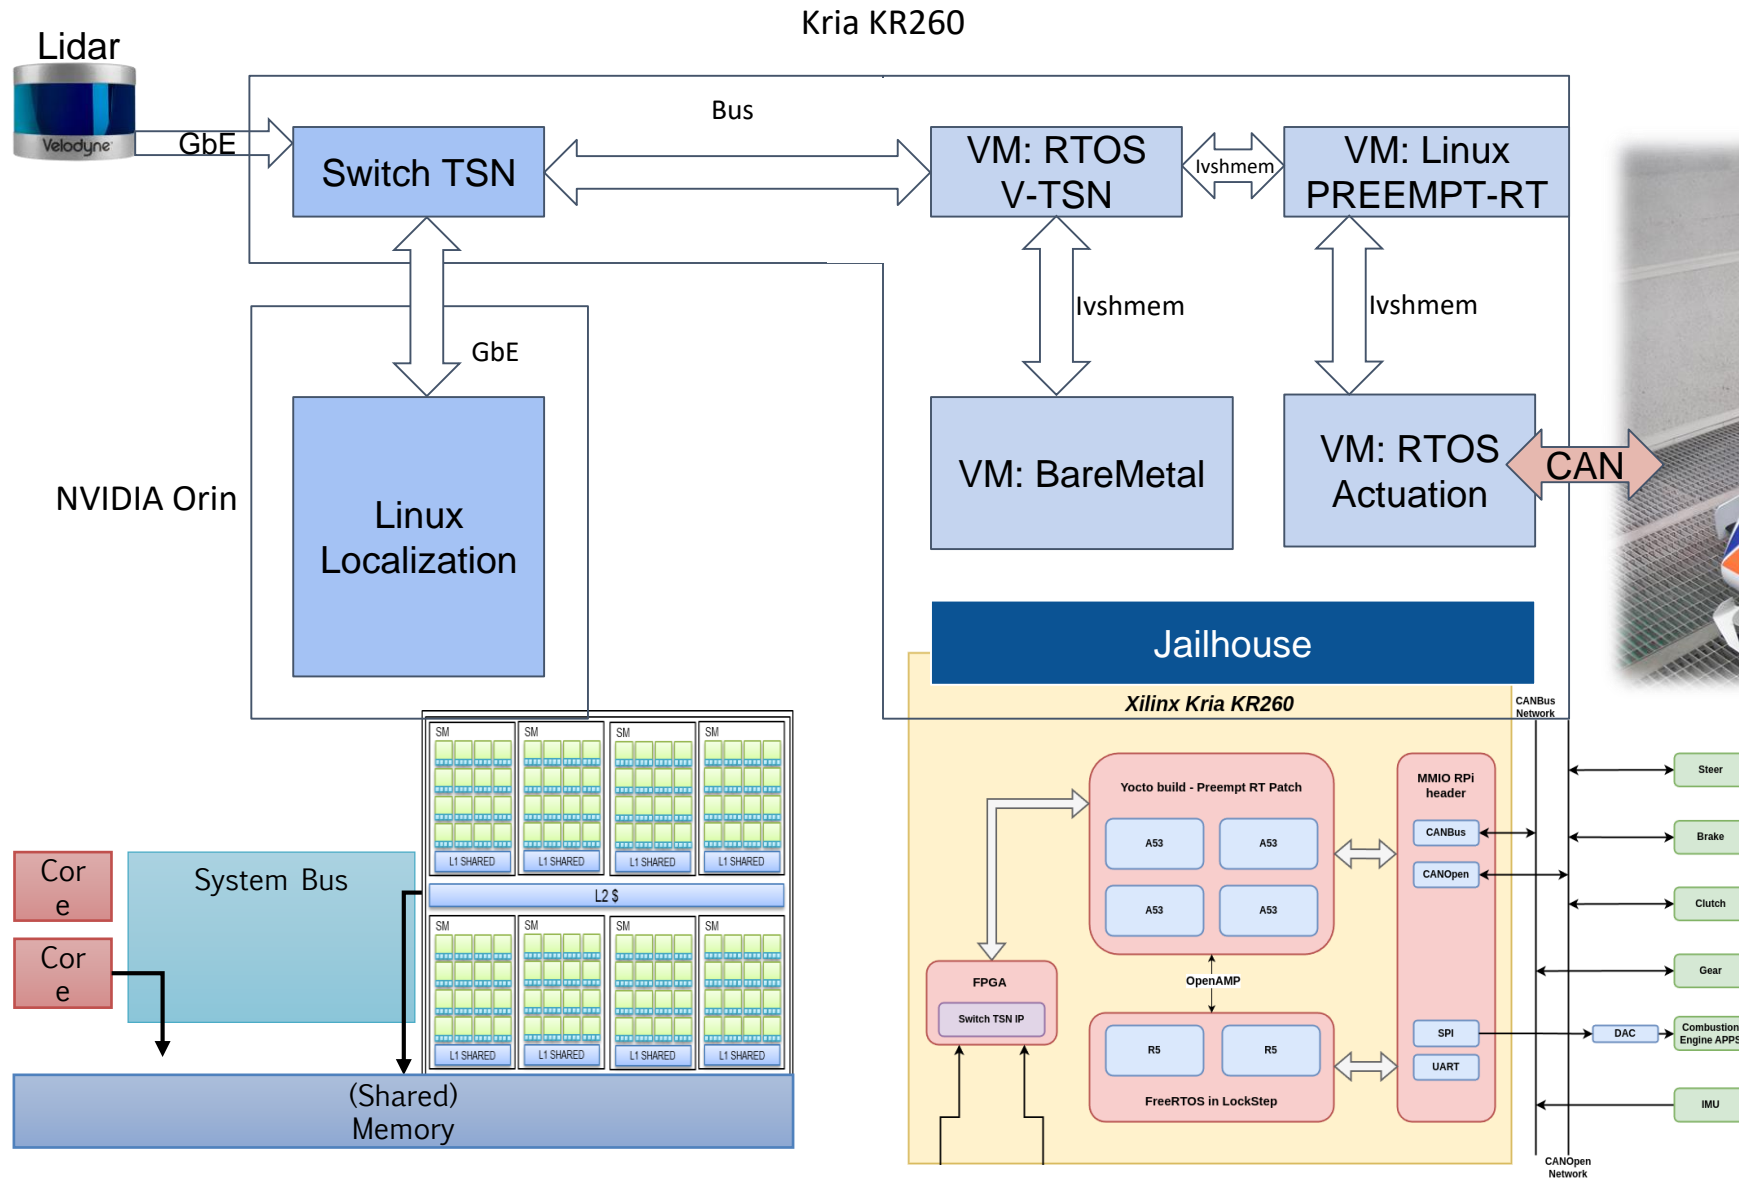 Kria KR260
Lidar
Velodyne
GbE
Switch TSN
Bus
VM: RTOS
V-TSN
Ivshmem
VM: Linux
PREEMPT-RT
GbE
Ivshmem
Ivshmem
NVIDIA Orin
Linux
Localization
VM: BareMetal
VM: RTOS
Actuation
CAN
Jailhouse
Xilinx Kria KR260
CANBus
Network
SM
SM
SM
SM
L1 SHARED
L1 SHARED
L1 SHARED
L1 SHARED
L2 $
SM
SM
SM
SM
L1 SHARED
L1 SHARED
L1 SHARED
L1 SHARED
Cor
e
Cor
e
System Bus
(Shared)
Memory
Yocto build - Preempt RT Patch
A53
A53
A53
A53
OpenAMP
FPGA
Switch TSN IP
R5
R5
FreeRTOS in LockStep
MMIO RPi
header
CANBus
CANOpen
SPI
UART
DAC
Steer
Brake
Clutch
Gear
Combustion
Engine APPS
IMU
CANOpen
Network